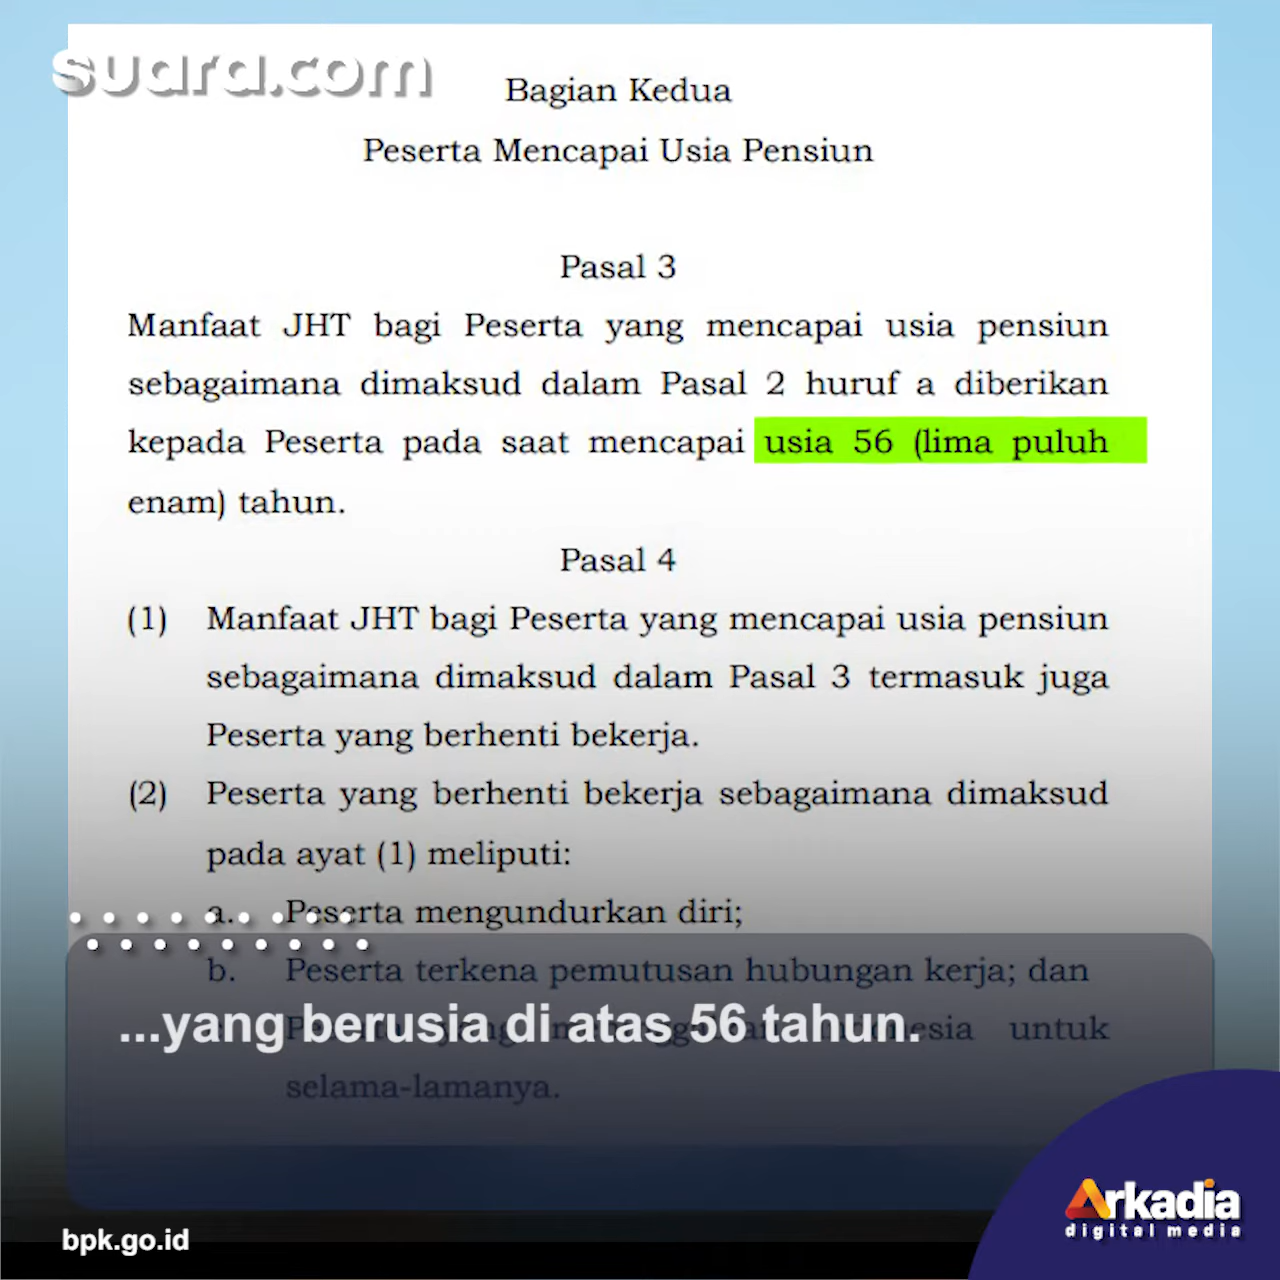 suara.com
Bagian Kedua
Peserta Mencapai Usia Pensiun
Pasal 3
Manfaat JHT bagi Peserta yang mencapai usia pensiun
sebagaimana dimaksud dalam Pasal 2 huruf a diberikan
kepada Peserta pada saat mencapai usia 56 (lima puluh
enam) tahun.
Pasal 4
(1) Manfaat JHT bagi Peserta yang mencapai usia pensiun
sebagaimana dimaksud dalam Pasal 3 termasuk juga
Peserta yang berhenti bekerja.
(2) Peserta yang berhenti bekerja sebagaimana dimaksud
pada ayat (1) meliputi:
a. Peserta mengundurkan diri;
b. Peserta terkena pemutusan hubungan kerja; dan
untuk
...yang berusia di atas 56 tahun.
selama-lamanya.
bpk.go.id
Arkadia
digital media